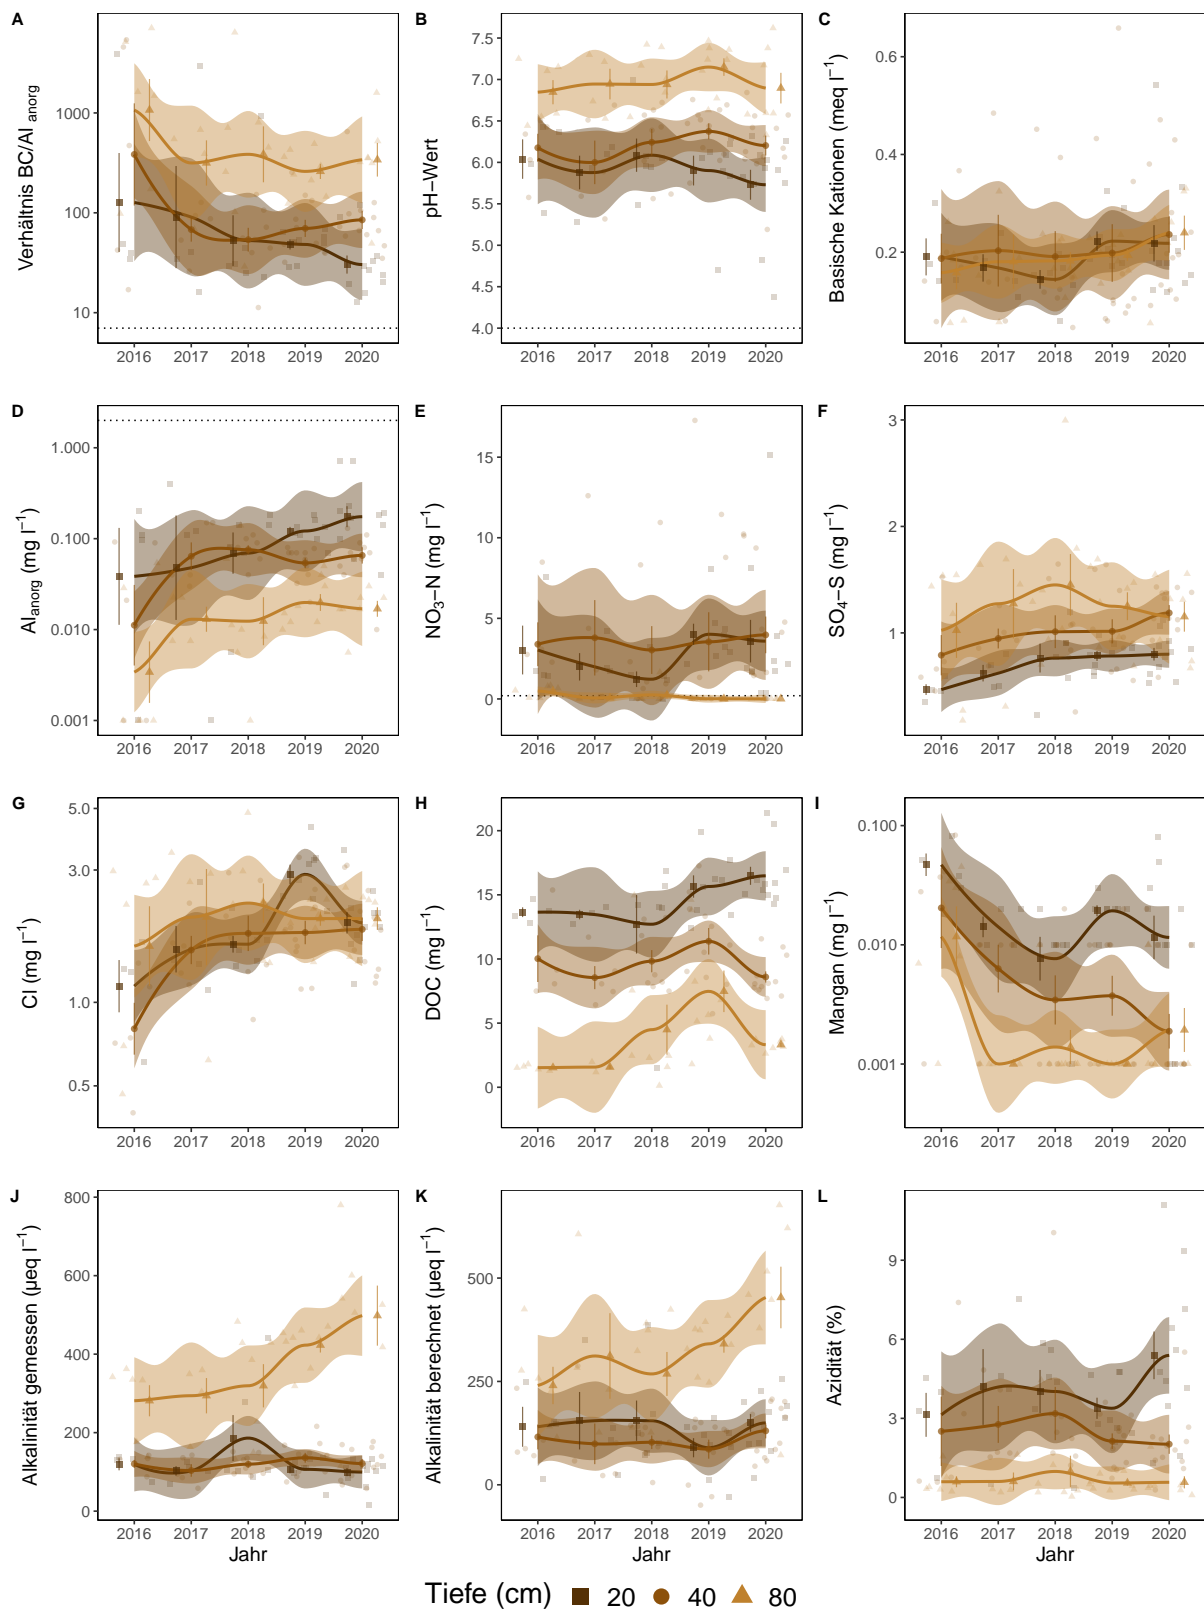 A
Verhältnis BC/Al anorg
1000
100
10
2016 2017 2018 2019 2020
B
pH−Wert
7.5
7.0
6.5
6.0
5.5
5.0
4.5
4.0
2016 2017 2018 2019 2020
C
Basische Kationen (meq l⁻¹)
0.6
0.4
0.2
2016 2017 2018 2019 2020
D
Al anorg (mg l⁻¹)
1.000
0.100
0.010
0.001
2016 2017 2018 2019 2020
E
NO₃−N (mg l⁻¹)
15
10
5
0
2016 2017 2018 2019 2020
F
SO₄−S (mg l⁻¹)
3
2
1
2016 2017 2018 2019 2020
G
Cl (mg l⁻¹)
5.0
3.0
1.0
0.5
2016 2017 2018 2019 2020
H
DOC (mg l⁻¹)
20
15
10
5
0
2016 2017 2018 2019 2020
I
Mangan (mg l⁻¹)
0.100
0.010
0.001
2016 2017 2018 2019 2020
J
Alkalinität gemessen (µeq l⁻¹)
800
600
400
200
0
2016 2017 2018 2019 2020
Jahr
K
Alkalinität berechnet (µeq l⁻¹)
500
250
0
2016 2017 2018 2019 2020
Jahr
L
Azidität (%)
9
6
3
0
2016 2017 2018 2019 2020
Jahr
Tiefe (cm) 20 40 80